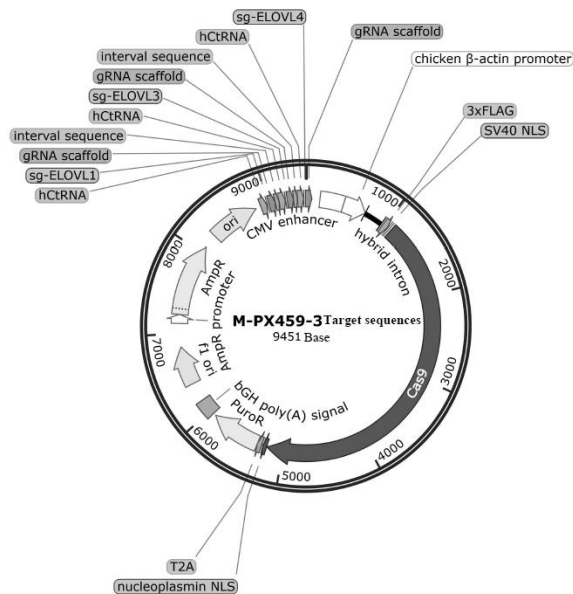 sg-ELOVL4
hCtRNA
interval sequence
gRNA scaffold
sg-ELOVL3
hCtRNA
interval sequence
gRNA scaffold
sg-ELOVL1
hCtRNA
gRNA scaffold
chicken β-actin promoter
3xFLAG
SV40 NLS
9000
1000
ori
CMV enhancer
hybrid intron
8000
2000
AmpR
AmpR promoter
M-PX459-3 Target sequences
9451 Base
7000
f1 ori
3000
Cas9
bGH poly(A) signal
PuroR
6000
4000
5000
T2A
nucleoplasmin NLS